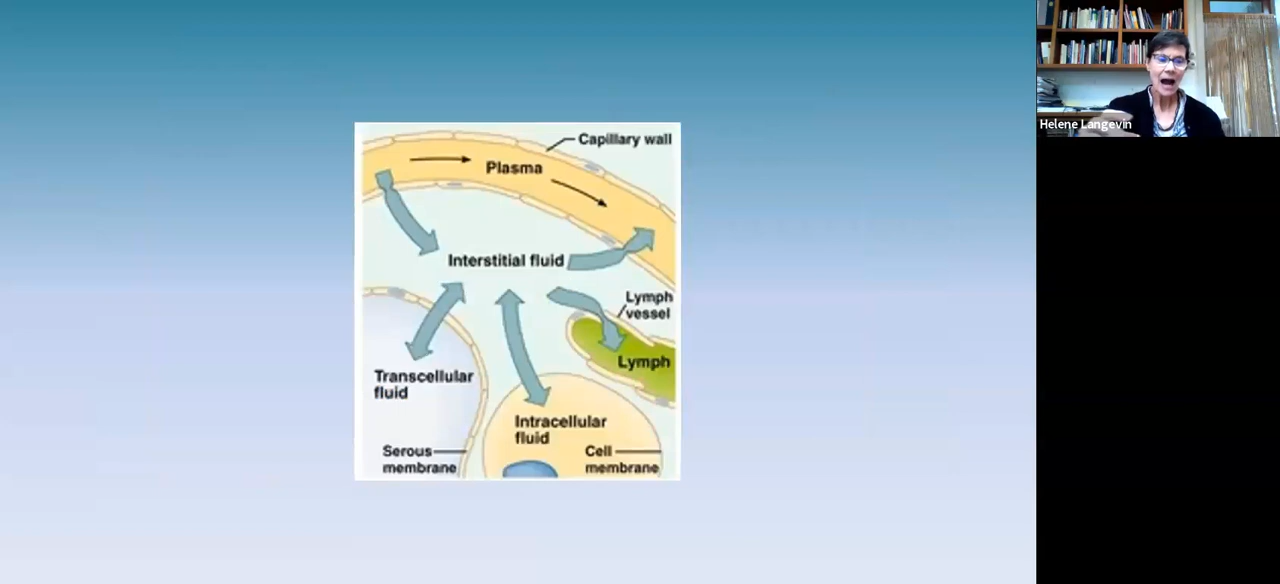 Capillary wall
Plasma
Interstitial fluid
Lymph
vessel
Lymph
Transcellular
fluid
Intracellular
fluid
Serous
membrane
Cell
membrane
Helene Langevin